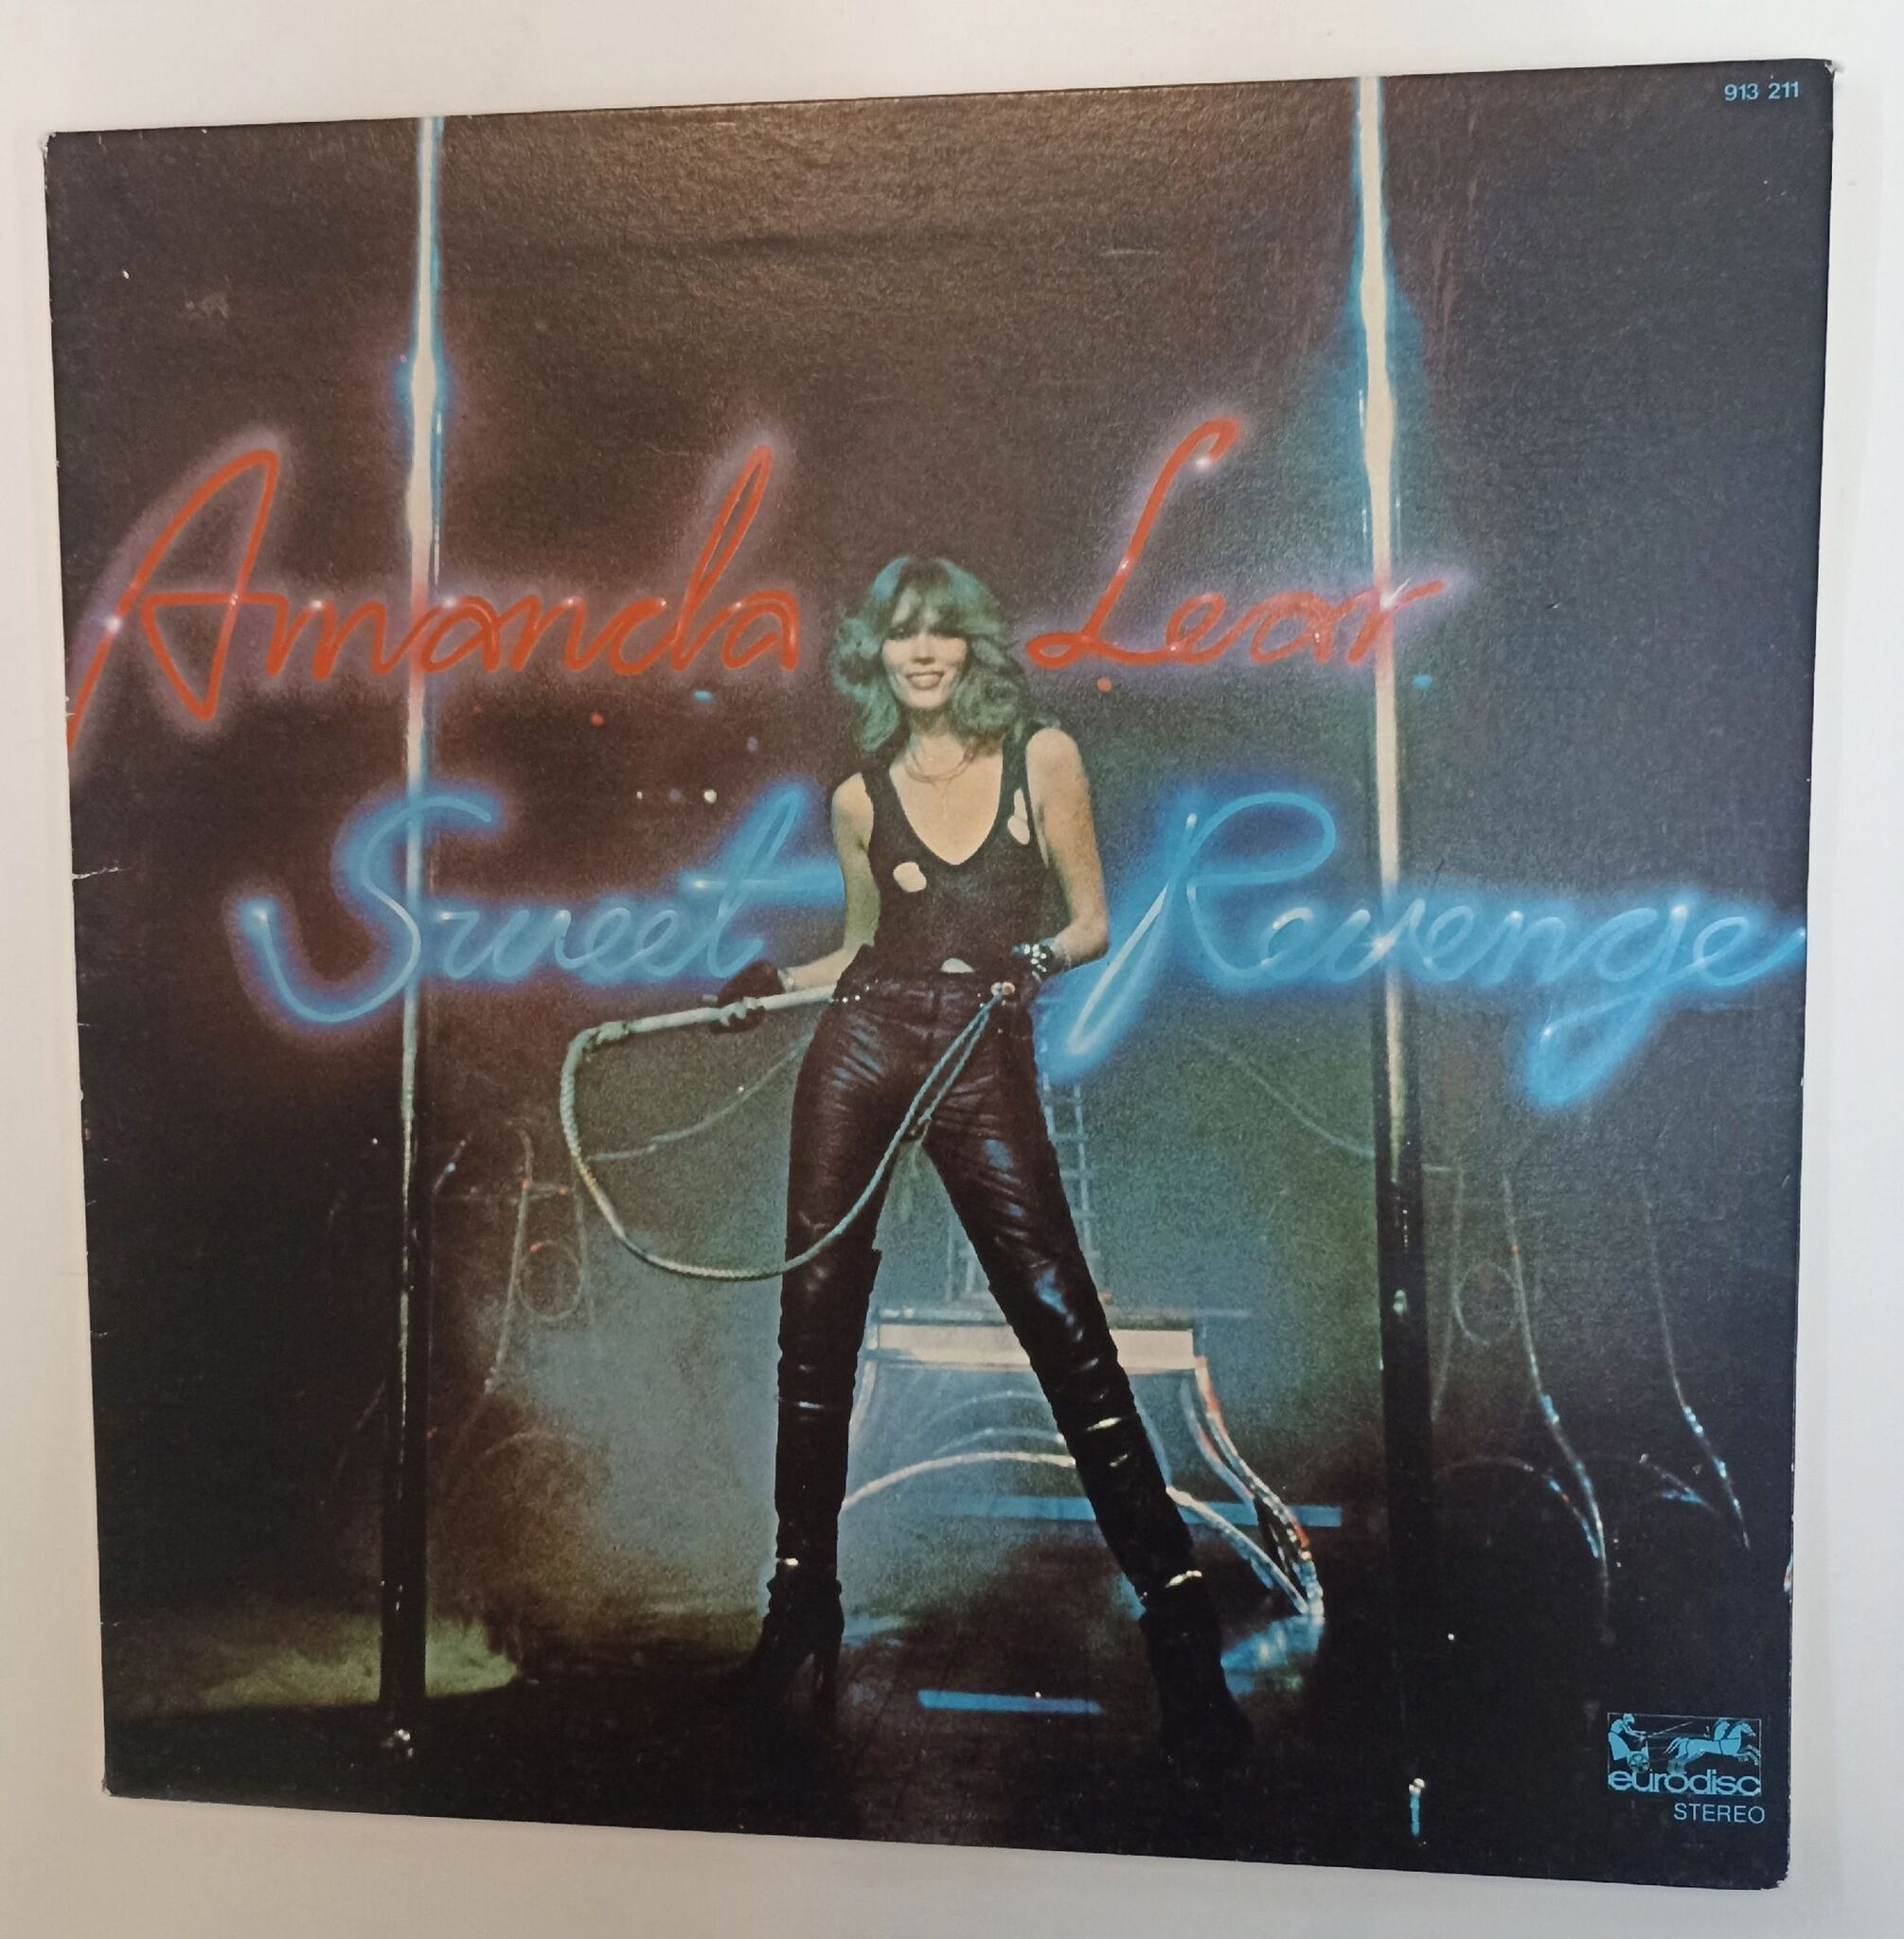 913 211
Amanda Lear
Sweet Revenge
eurodisc
STEREO